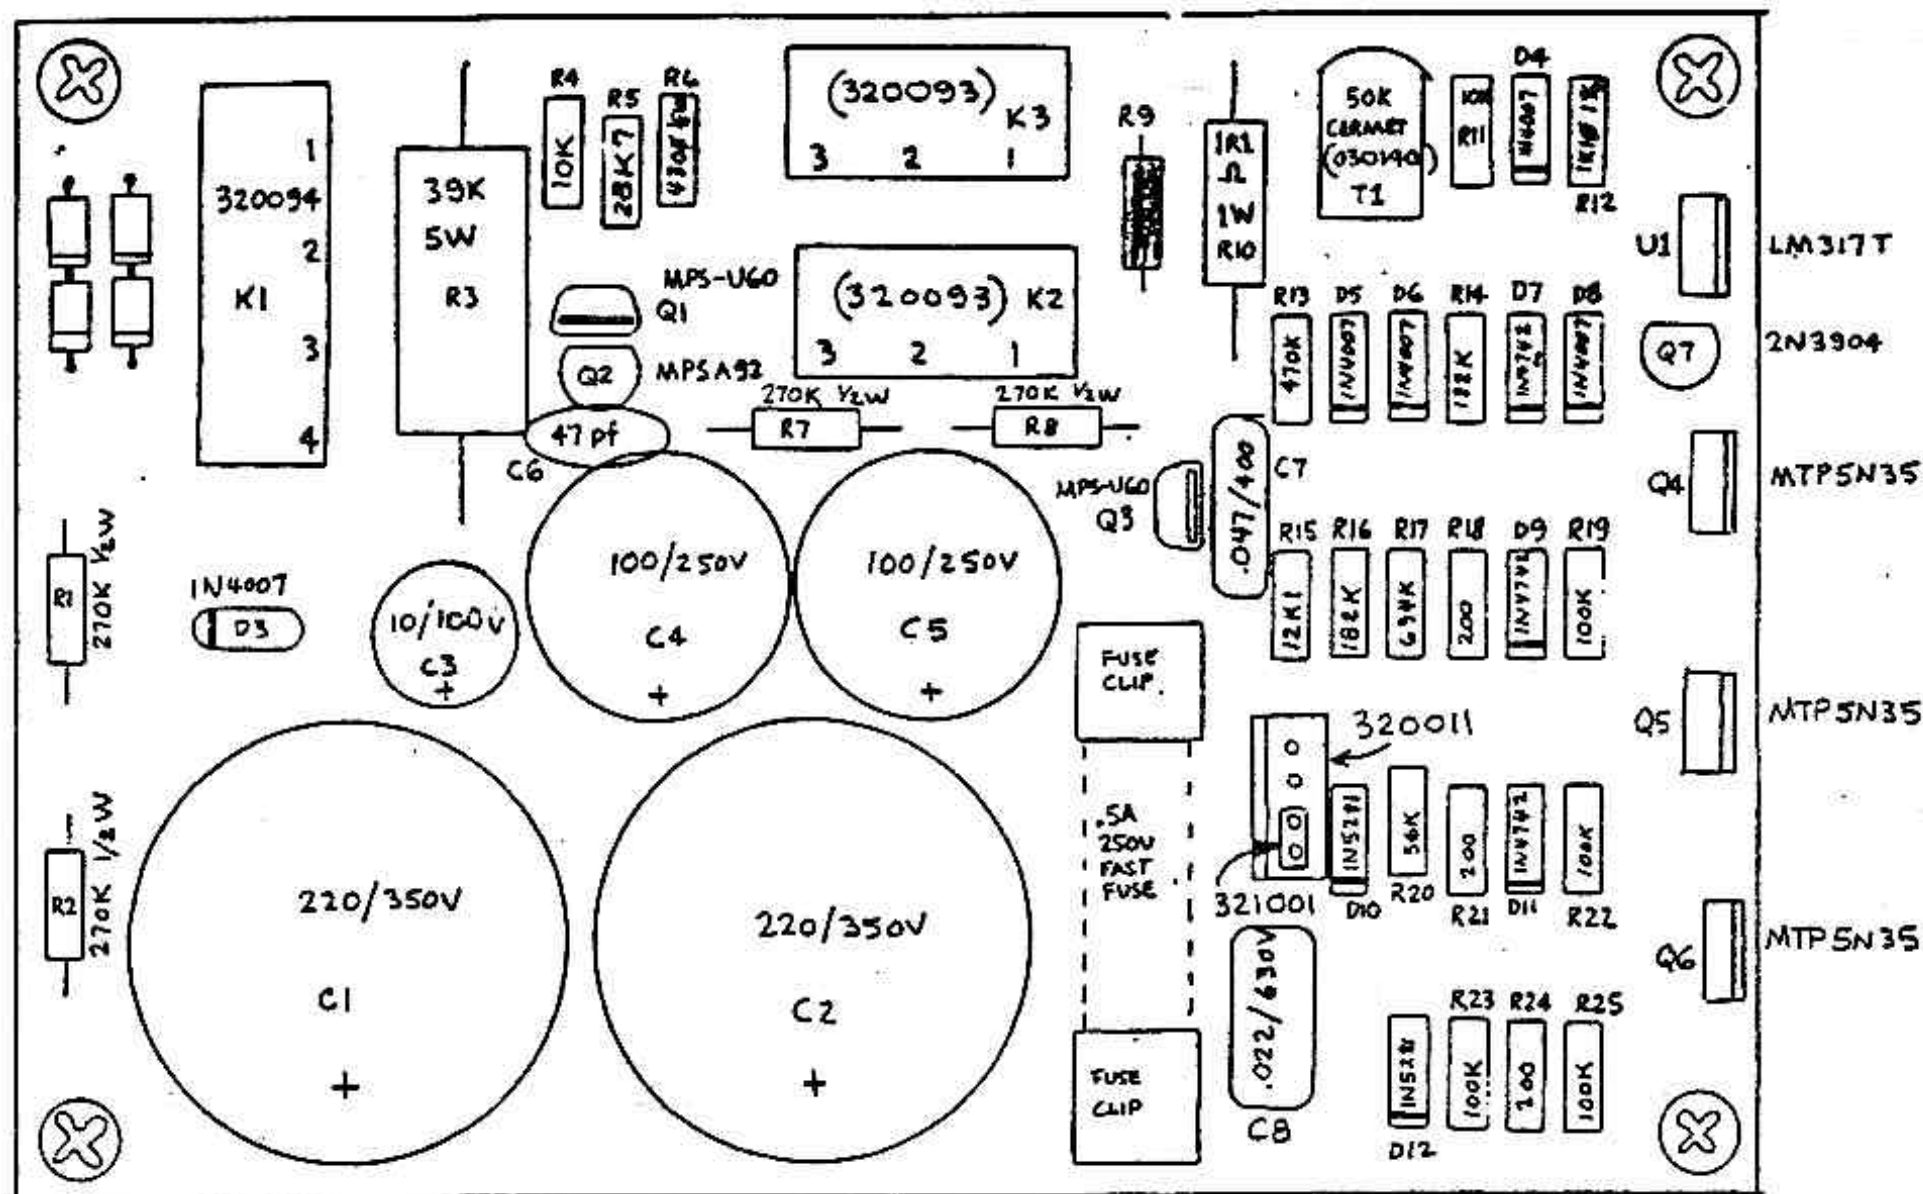 1
320094
2
K1
3
4
39K
5W
R3
R4
10K
R5
28K7
R6
(320093)
K3
3 2 1
(320093)
K2
3 2 1
R9
1R1
Ω
1W
R10
50K
CERMET
(030140)
T1
10K
R11
D4
R12
U1
LM317T
MPS-U60
Q1
Q2
MPSA92
47 pf
C6
270K 1/2W
R7
270K 1/2W
R8
R13
470K
D5
1N4007
D6
1N4007
R14
182K
D7
1N4742
D8
1N4007
Q7
2N3904
MPS-U60
Q3
.047/400
C7
Q4
MTP5N35
R1
270K 1/2W
1N4007
D3
10/100V
C3
+
100/250V
C4
+
100/250V
C5
+
R15
12K1
R16
182K
R17
R18
200
D9
1N4742
R19
100K
FUSE
CLIP
320011
Q5
MTP5N35
R2
270K 1/2W
220/350V
C1
+
220/350V
C2
+
.5A
250V
FAST
FUSE
321001
D10
56K
R20
200
R21
1N4742
D11
100K
R22
Q6
MTP5N35
FUSE
CLIP
.022/630V
C8
D12
R23
100K
R24
200
R25
100K